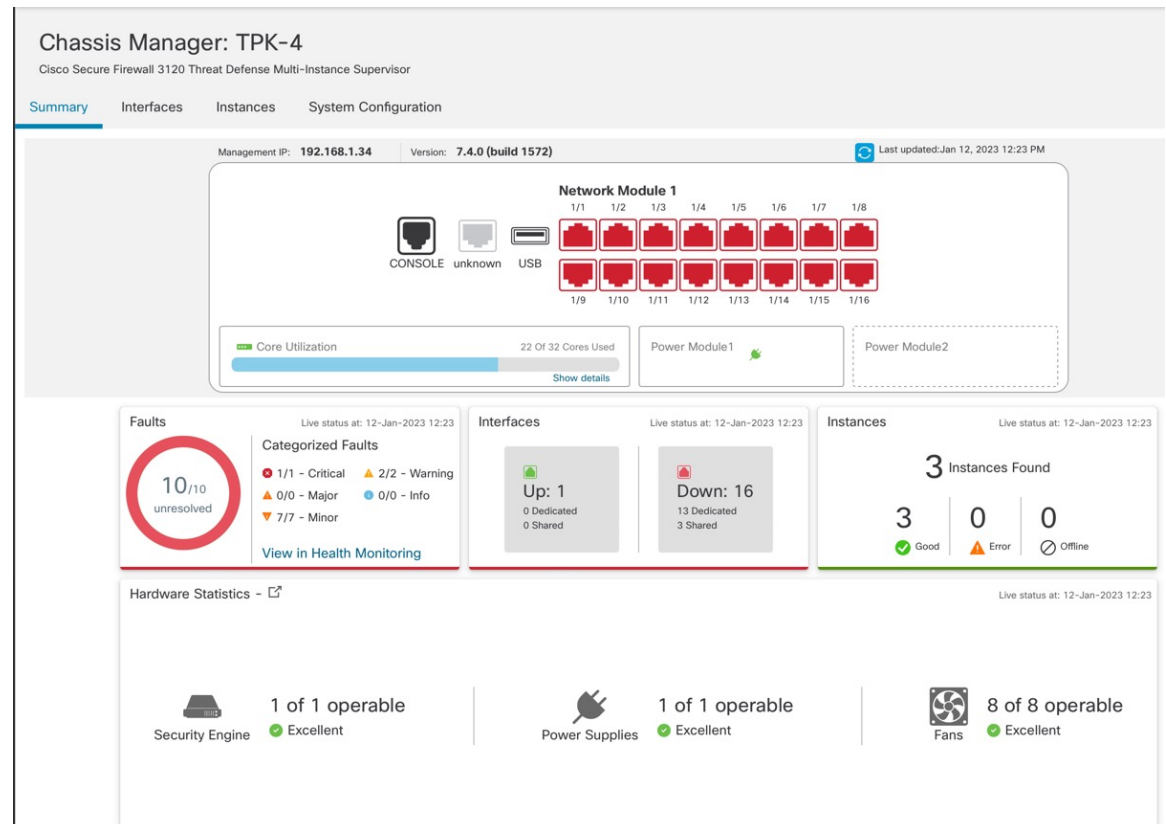 Chassis Manager: TPK-4
Cisco Secure Firewall 3120 Threat Defense Multi-Instance Supervisor
Summary Interfaces Instances System Configuration
Management IP: 192.168.1.34 Version: 7.4.0 (build 1572) Last updated:Jan 12, 2023 12:23 PM
Network Module 1
1/1 1/2 1/3 1/4 1/5 1/6 1/7 1/8
CONSOLE unknown USB
1/9 1/10 1/11 1/12 1/13 1/14 1/15 1/16
Core Utilization 22 Of 32 Cores Used
Show details
Power Module1
Power Module2
Faults Live status at: 12-Jan-2023 12:23
10/10
unresolved
Categorized Faults
1/1 - Critical 2/2 - Warning
0/0 - Major 0/0 - Info
7/7 - Minor
View in Health Monitoring
Interfaces Live status at: 12-Jan-2023 12:23
Up: 1
0 Dedicated
0 Shared
Down: 16
13 Dedicated
3 Shared
Instances Live status at: 12-Jan-2023 12:23
3 Instances Found
3 0 0
Good Error Offline
Hardware Statistics - Live status at: 12-Jan-2023 12:23
Security Engine
1 of 1 operable
Excellent
Power Supplies
1 of 1 operable
Excellent
Fans
8 of 8 operable
Excellent